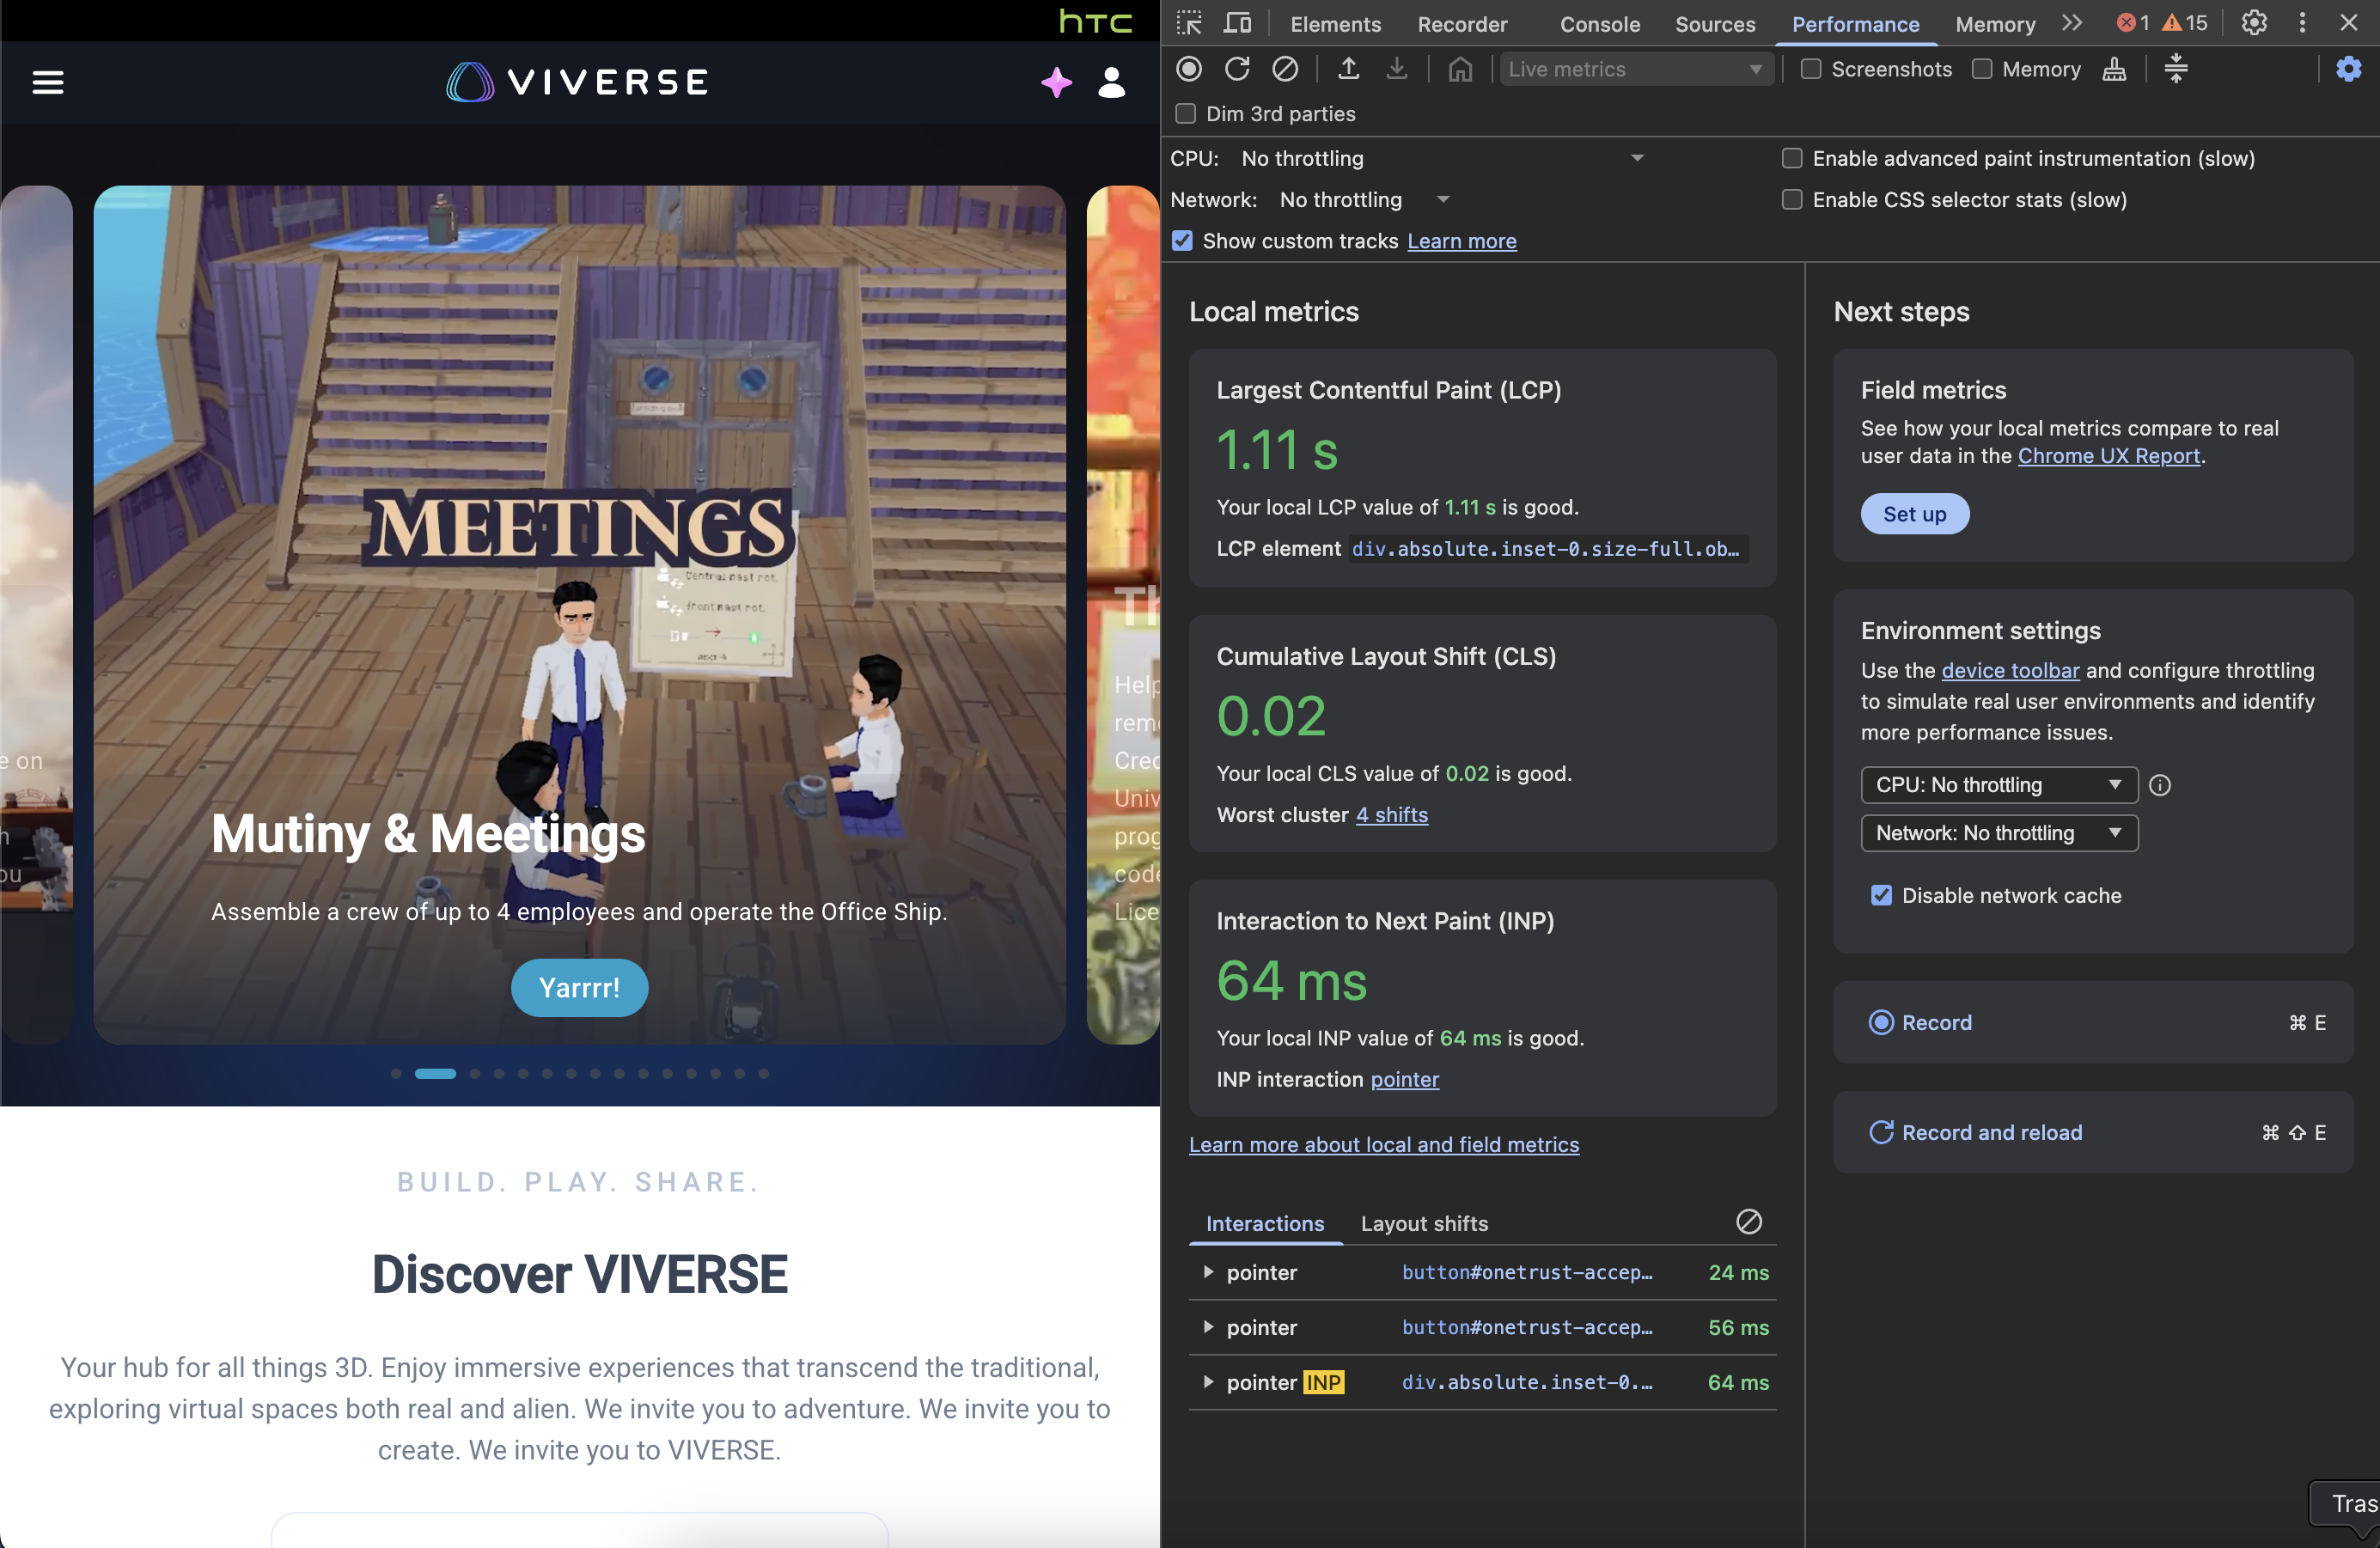 htc
VIVERSE
e on
n
ou
MEETINGS
Central mast rot.
front mast rot.
Mutiny & Meetings
Assemble a crew of up to 4 employees and operate the Office Ship.
Yarrrr!
Th
Help
rem
Crea
Univ
prog
code
Lice
BUILD. PLAY. SHARE.
Discover VIVERSE
Your hub for all things 3D. Enjoy immersive experiences that transcend the traditional,
exploring virtual spaces both real and alien. We invite you to adventure. We invite you to
create. We invite you to VIVERSE.
Elements Recorder Console Sources Performance Memory 1 15
Live metrics Screenshots Memory
Dim 3rd parties
CPU: No throttling Enable advanced paint instrumentation (slow)
Network: No throttling Enable CSS selector stats (slow)
Show custom tracks Learn more
Local metrics
Largest Contentful Paint (LCP)
1.11 s
Your local LCP value of 1.11 s is good.
LCP element div.absolute.inset-0.size-full.ob…
Cumulative Layout Shift (CLS)
0.02
Your local CLS value of 0.02 is good.
Worst cluster 4 shifts
Interaction to Next Paint (INP)
64 ms
Your local INP value of 64 ms is good.
INP interaction pointer
Learn more about local and field metrics
Interactions Layout shifts
pointer button#onetrust-accep… 24 ms
pointer button#onetrust-accep… 56 ms
pointer INP div.absolute.inset-0.… 64 ms
Next steps
Field metrics
See how your local metrics compare to real
user data in the Chrome UX Report.
Set up
Environment settings
Use the device toolbar and configure throttling
to simulate real user environments and identify
more performance issues.
CPU: No throttling
Network: No throttling
Disable network cache
Record ⌘ E
Record and reload ⌘ ⇧ E
Tras